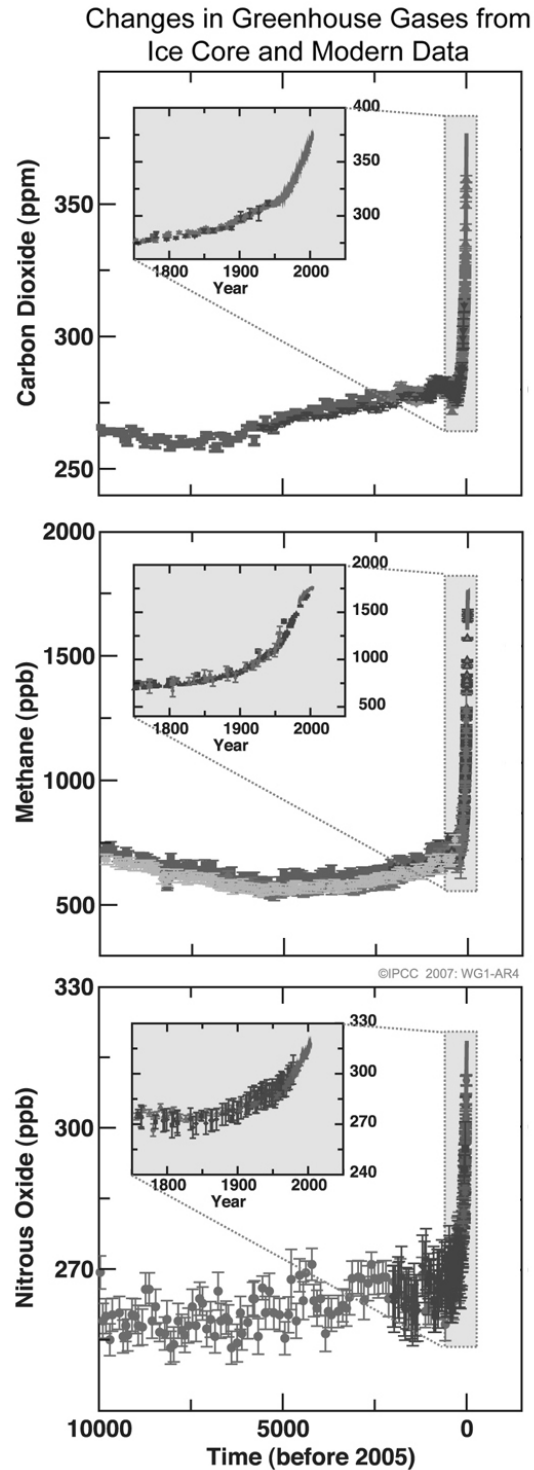 Changes in Greenhouse Gases from
Ice Core and Modern Data
Carbon Dioxide (ppm)
350
300
250
400
350
300
1800 1900 2000
Year
Methane (ppb)
2000
1500
1000
500
2000
1500
1000
500
1800 1900 2000
Year
©IPCC 2007: WG1-AR4
Nitrous Oxide (ppb)
330
300
270
330
300
270
240
1800 1900 2000
Year
10000 5000 0
Time (before 2005)